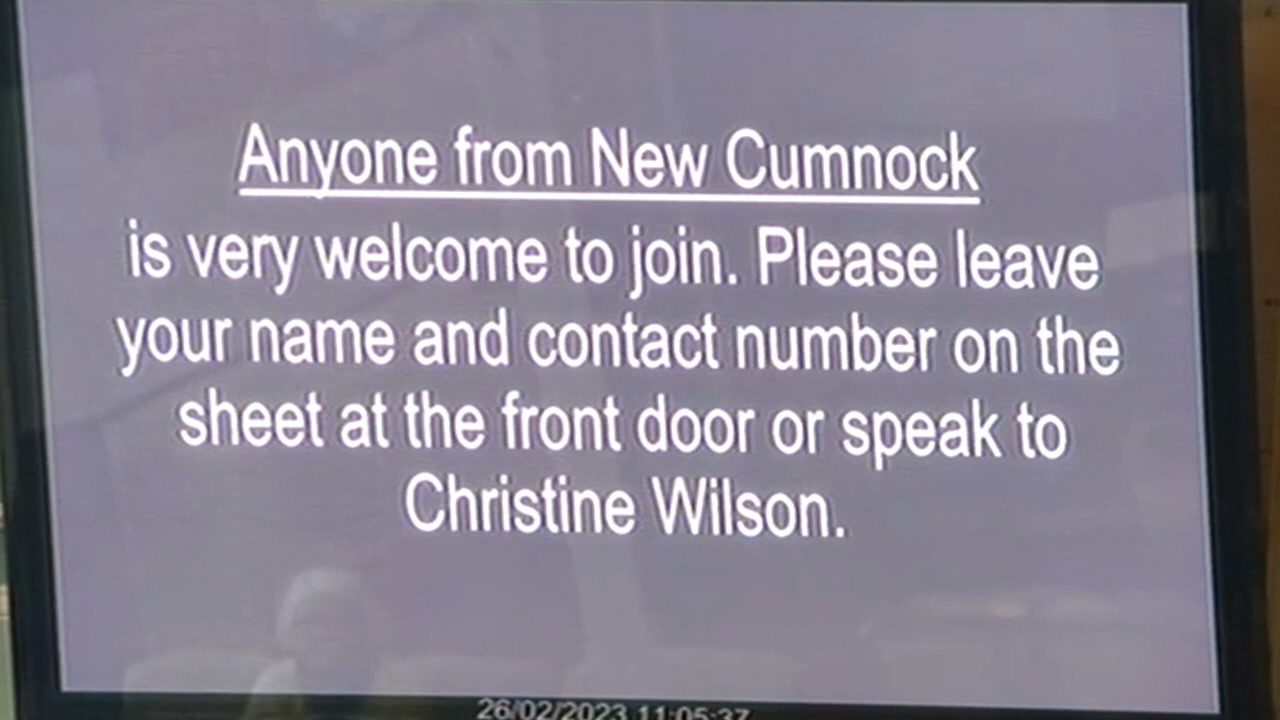 Anyone from New Cumnock
is very welcome to join. Please leave
your name and contact number on the
sheet at the front door or speak to
Christine Wilson.
26/02/2023 11:05:37